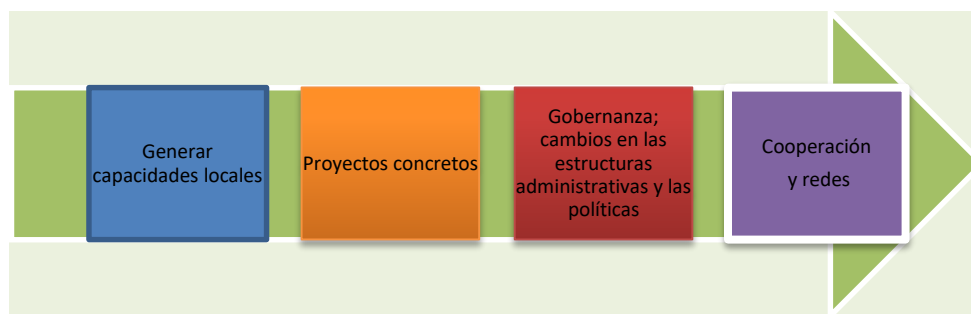 Generar
capacidades locales
Proyectos concretos
Gobernanza;
cambios en las
estructuras
administrativas y las
políticas
Cooperación
y redes